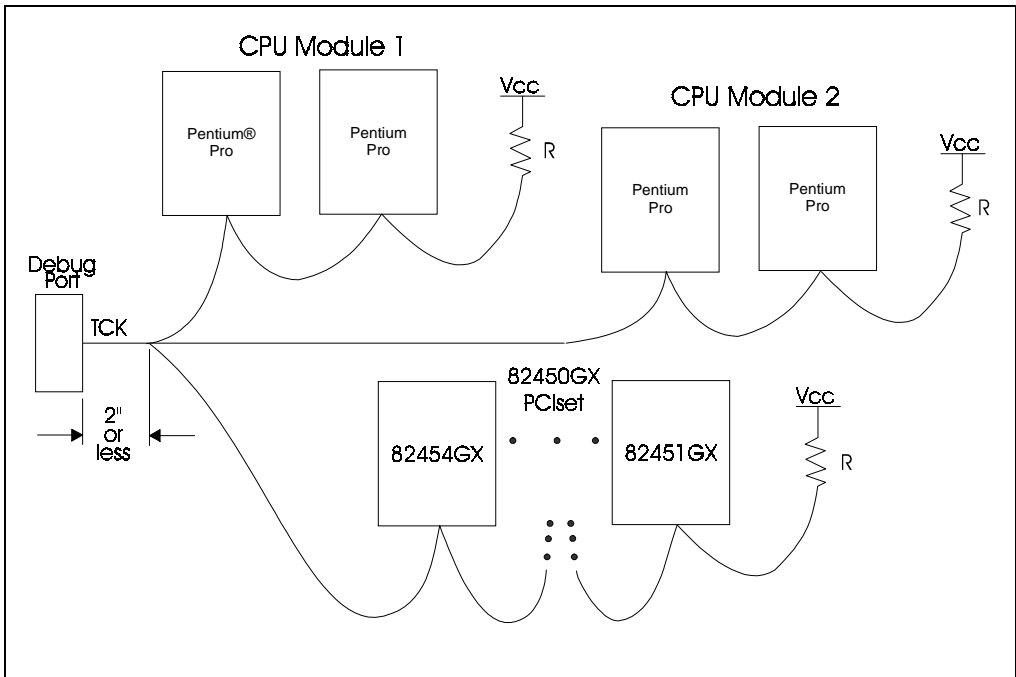 CPU Module 1
Pentium®
Pro
Pentium
Pro
Vcc
R
CPU Module 2
Pentium
Pro
Pentium
Pro
Vcc
R
Debug
Port
TCK
2"
or
less
82450GX
PCIset
82454GX
82451GX
Vcc
R